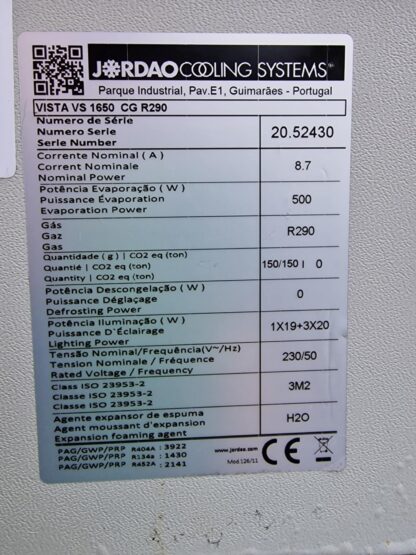 JORDAO COOLING SYSTEMS®
Parque Industrial, Pav.E1, Guimarães - Portugal
VISTA VS 1650 CG R290
Numero de Série
Numero Serie
Serie Number
20.52430
Corrente Nominal ( A )
Corrent Nominale
Nominal Power
8.7
Potência Evaporação ( W )
Puissance Évaporation
Evaporation Power
500
Gás
Gaz
Gas
R290
Quantidade ( g ) | CO2 eq (ton)
Quantié | CO2 eq (ton)
Quantity | CO2 eq (ton)
150/150 | 0
Potência Descongelação ( W )
Puissance Déglaçage
Defrosting Power
0
Potência Iluminação ( W )
Puissance D`Éclairage
Lighting Power
1X19+3X20
Tensão Nominal/Frequência(V~/Hz)
Tension Nominale / Fréquence
Rated Voltage / Frequency
230/50
Class ISO 23953-2
Classe ISO 23953-2
Classe ISO 23953-2
3M2
Agente expansor de espuma
Agent moussant d'expansion
Expansion foaming agent
H2O
PAG/GWP/PRP R404A : 3922
PAG/GWP/PRP R134a : 1430
PAG/GWP/PRP R452A : 2141
www.jordao.com
Mod.126/11
CE